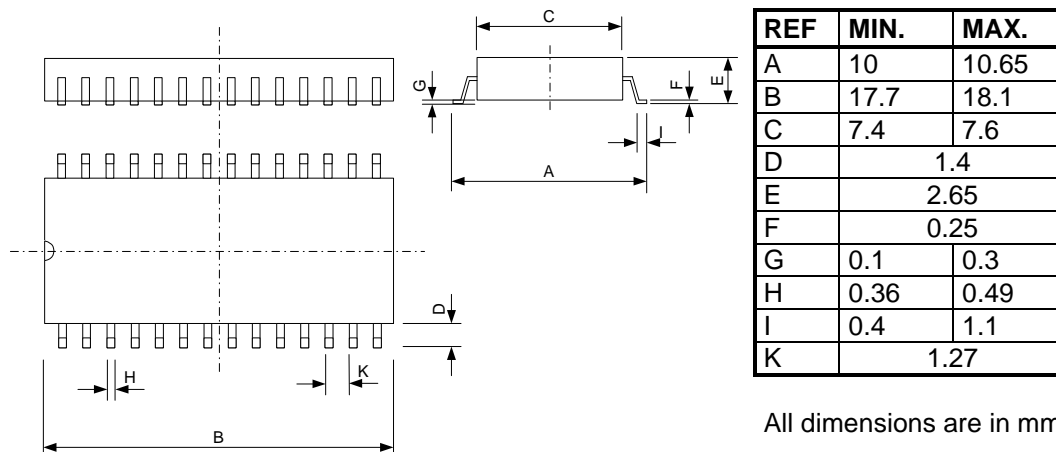 C
G
F
E
I
A
D
H
K
B
REF MIN. MAX.
A 10 10.65
B 17.7 18.1
C 7.4 7.6
D 1.4
E 2.65
F 0.25
G 0.1 0.3
H 0.36 0.49
I 0.4 1.1
K 1.27
All dimensions are in mm